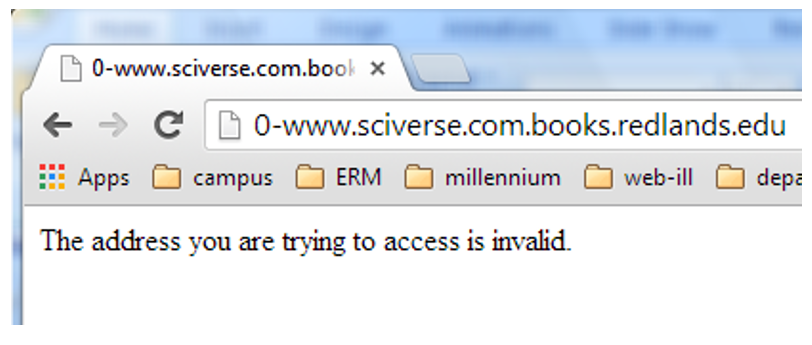 0-www.sciverse.com.book
0-www.sciverse.com.books.redlands.edu
Apps campus ERM millennium web-ill depa
The address you are trying to access is invalid.